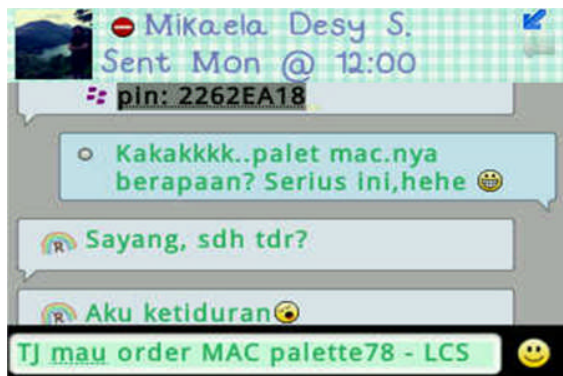 Mikaela Desy S.
Sent Mon @ 12:00
pin: 2262EA18
Kakakkkk..palet mac.nya
berapaan? Serius ini,hehe
R Sayang, sdh tdr?
R Aku ketiduran
TJ mau order MAC palette78 - LCS